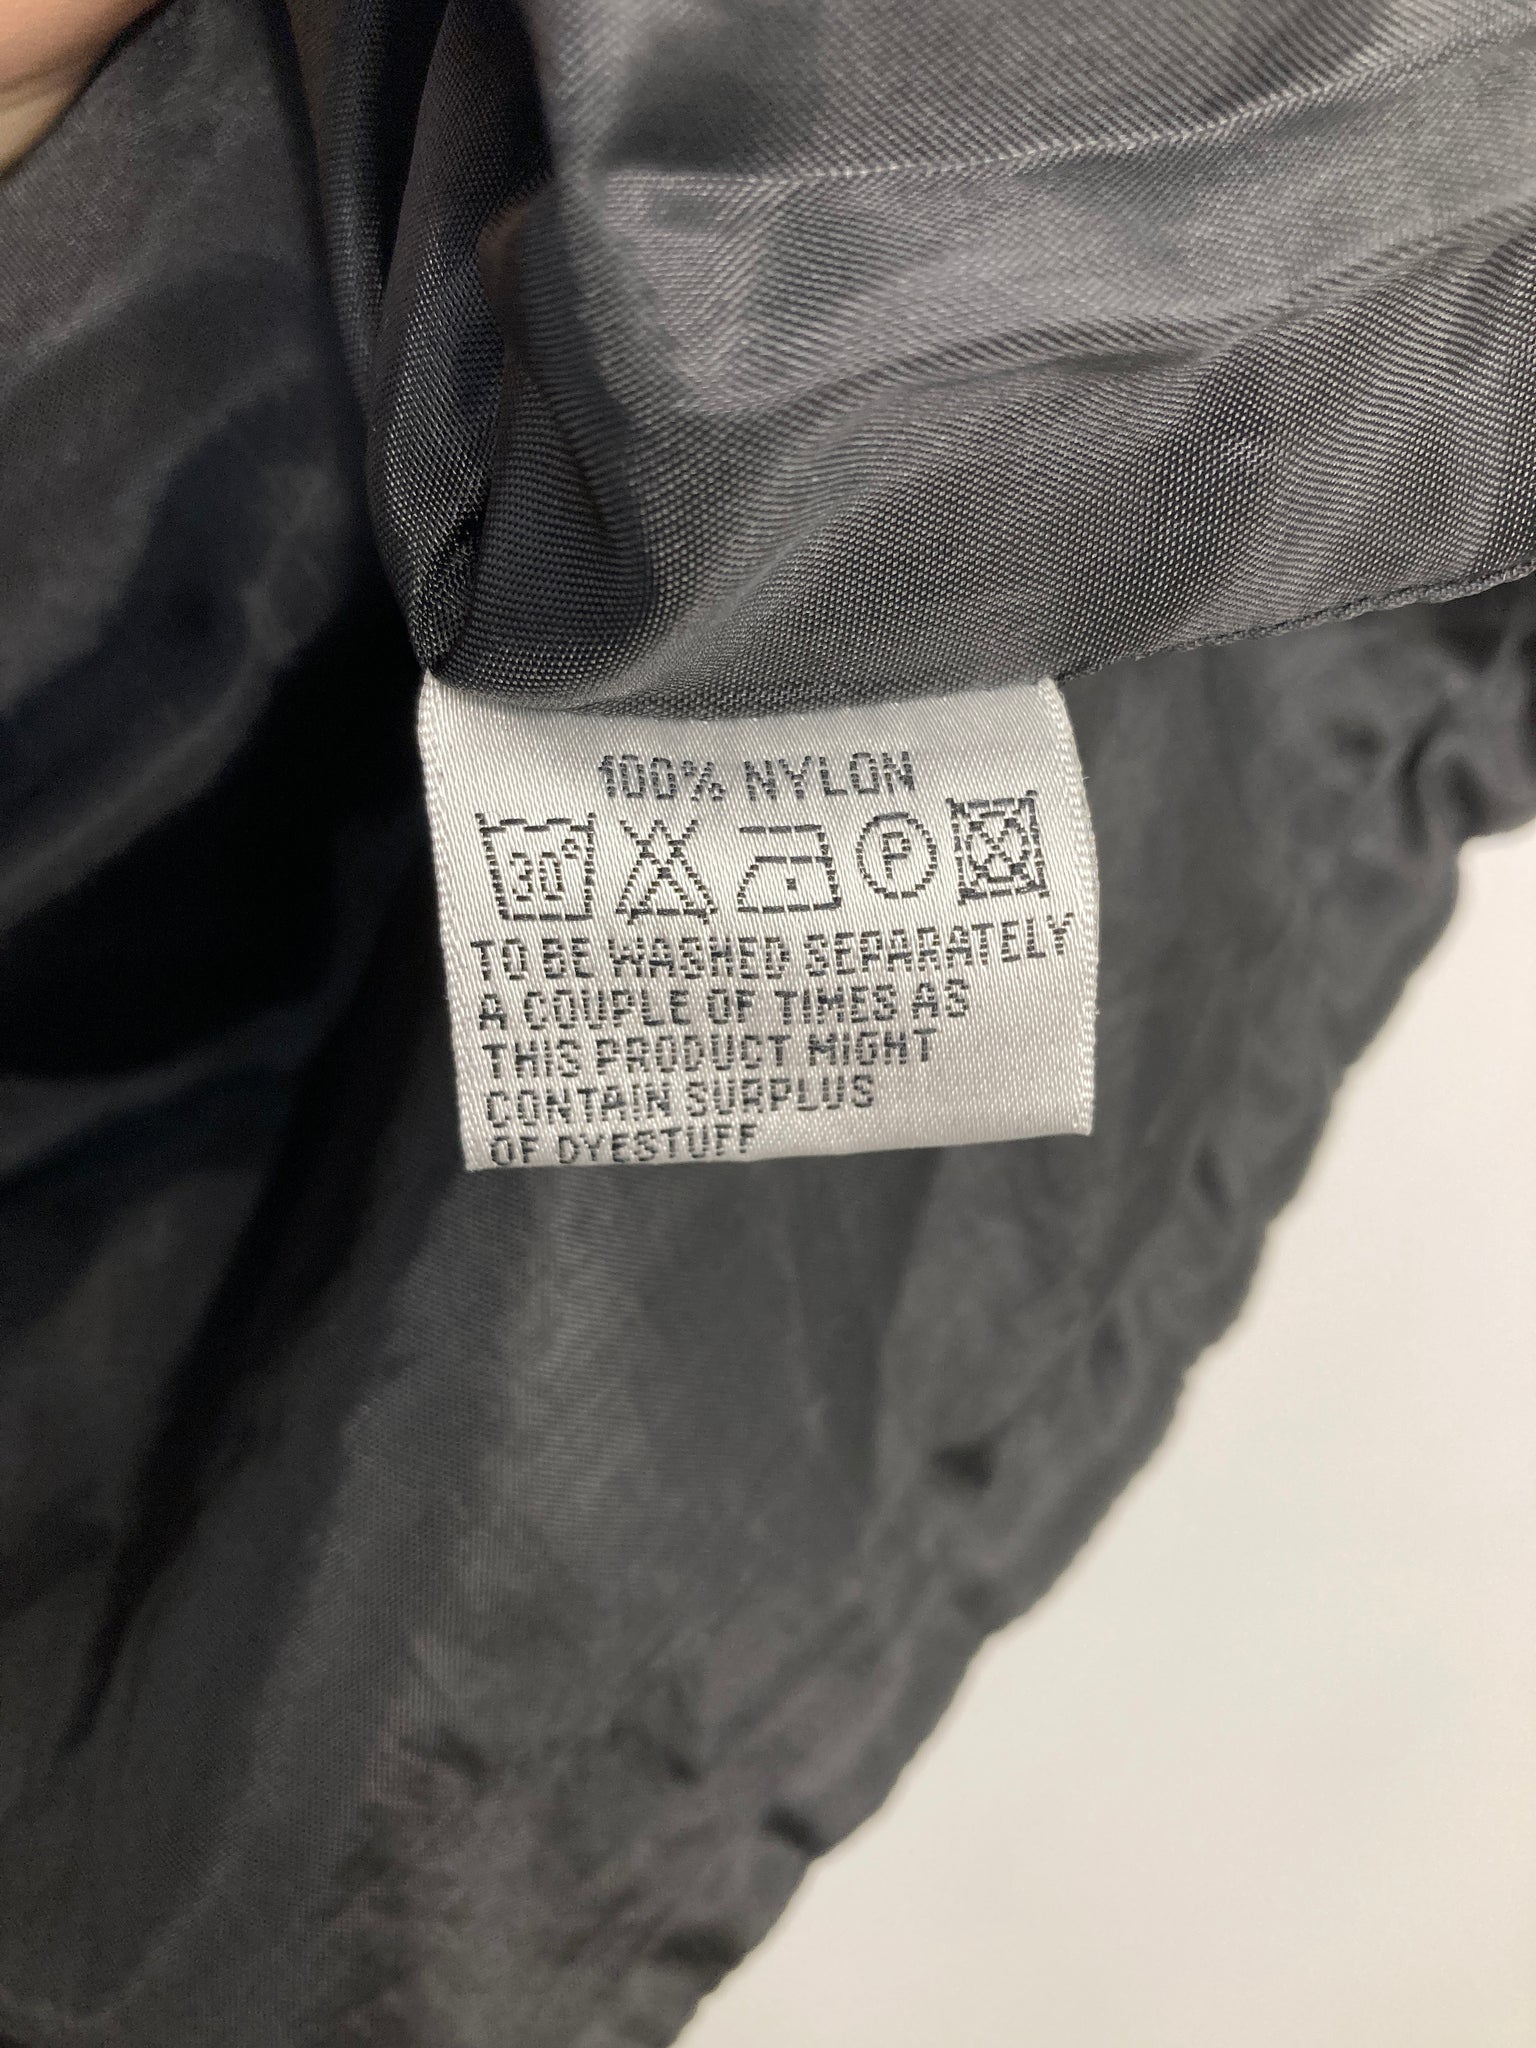 100% NYLON
30°
P
TO BE WASHED SEPARATELY
A COUPLE OF TIMES AS
THIS PRODUCT MIGHT
CONTAIN SURPLUS
OF DYESTUFF